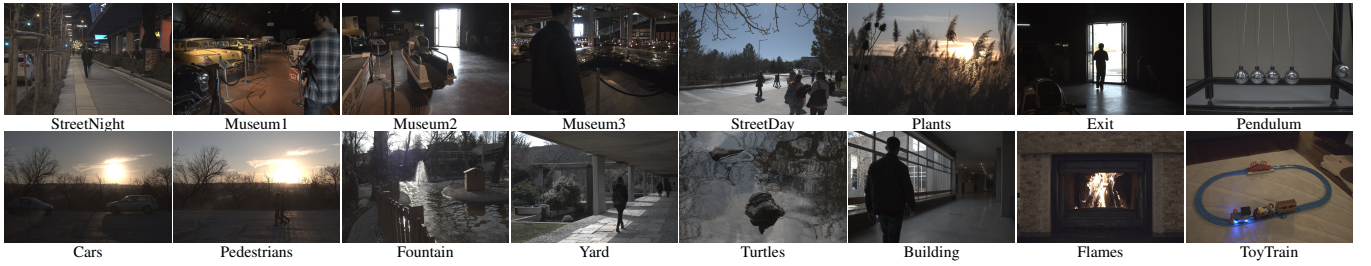 StreetNight Museum1 Museum2 Museum3 StreetDay Plants Exit Pendulum
Cars Pedestrians Fountain Yard Turtles Building Flames ToyTrain